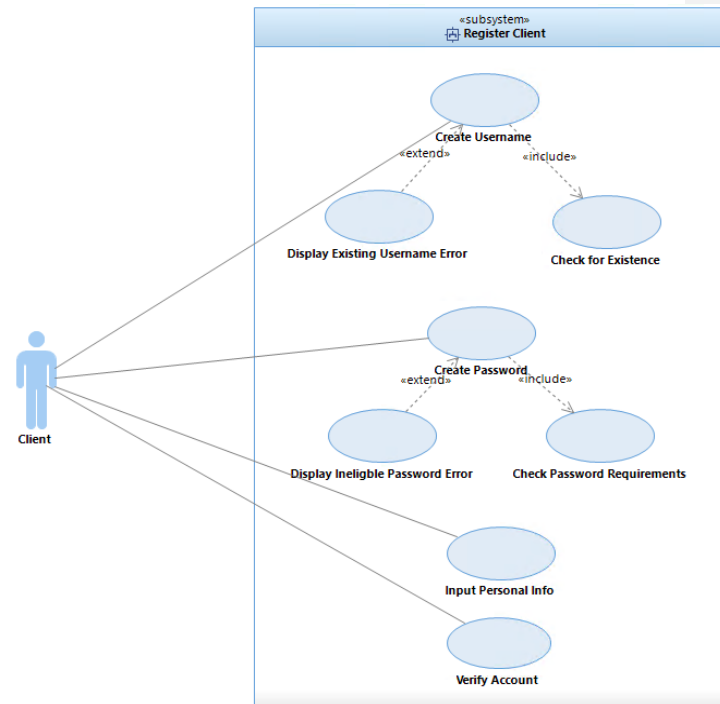 «subsystem»
Register Client
Create Username
«extend»
«include»
Display Existing Username Error
Check for Existence
Create Password
«extend»
«include»
Client
Display Ineligble Password Error
Check Password Requirements
Input Personal Info
Verify Account